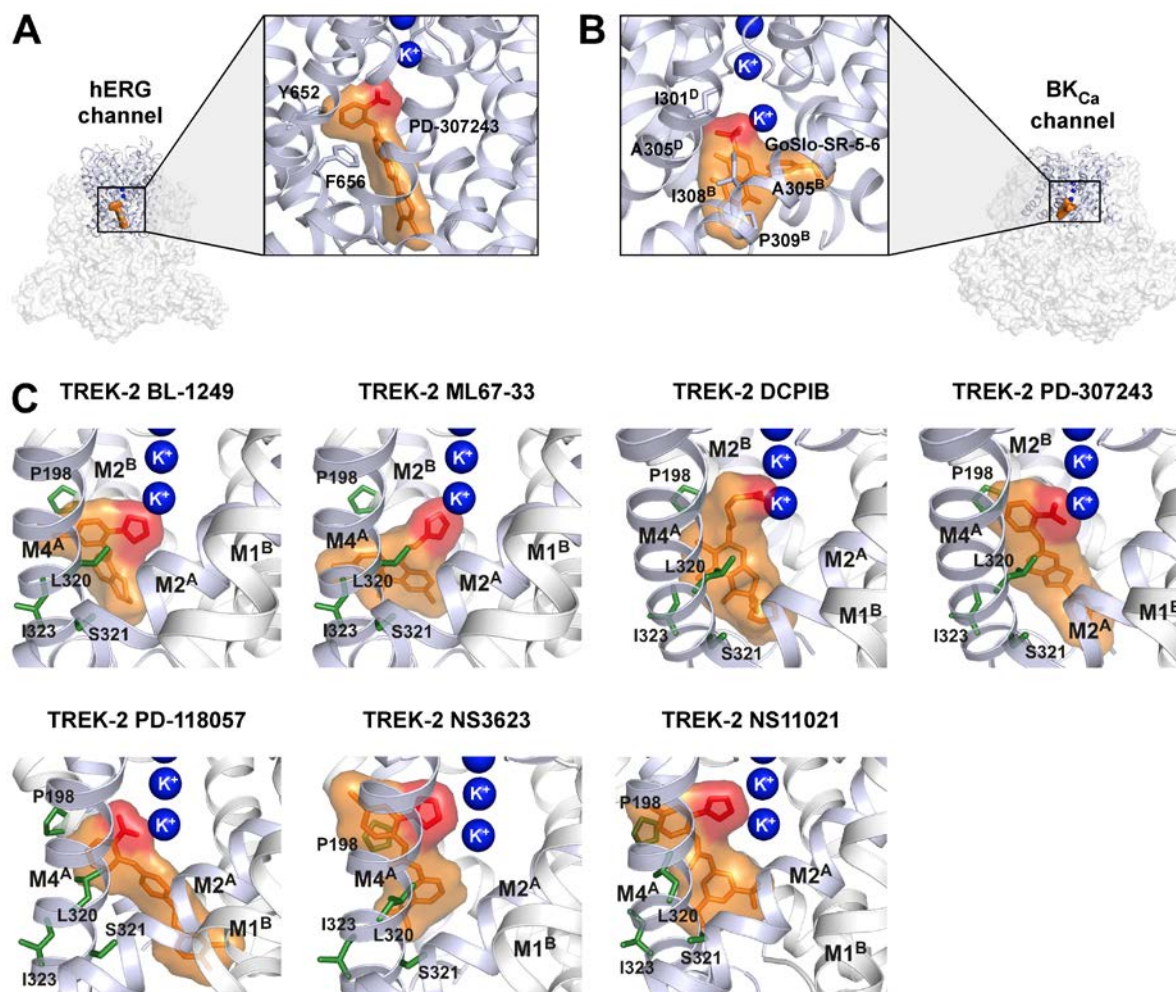 A
hERG
channel
K⁺
Y652
PD-307243
F656
B
BK_Ca
channel
K⁺
I301ᴰ
K⁺
GoSlo-SR-5-6
A305ᴰ
I308ᴮ
A305ᴮ
P309ᴮ
C
TREK-2 BL-1249
P198
M2ᴮ
K⁺
K⁺
M4ᴬ
M1ᴮ
L320
M2ᴬ
I323
S321
TREK-2 ML67-33
P198
M2ᴮ
K⁺
K⁺
M4ᴬ
M1ᴮ
L320
M2ᴬ
I323
S321
TREK-2 DCPIB
M2ᴮ
P198
K⁺
K⁺
M4ᴬ
M2ᴬ
L320
M1ᴮ
I323
S321
TREK-2 PD-307243
M2ᴮ
P198
K⁺
K⁺
M4ᴬ
L320
M1ᴮ
I323
M2ᴬ
S321
TREK-2 PD-118057
K⁺
P198
K⁺
M4ᴬ
M2ᴬ
L320
S321
M1ᴮ
I323
TREK-2 NS3623
K⁺
P198
K⁺
M4ᴬ
M2ᴬ
I323
L320
M1ᴮ
S321
TREK-2 NS11021
P198
K⁺
K⁺
M4ᴬ
M2ᴬ
L320
S321
M1ᴮ
I323